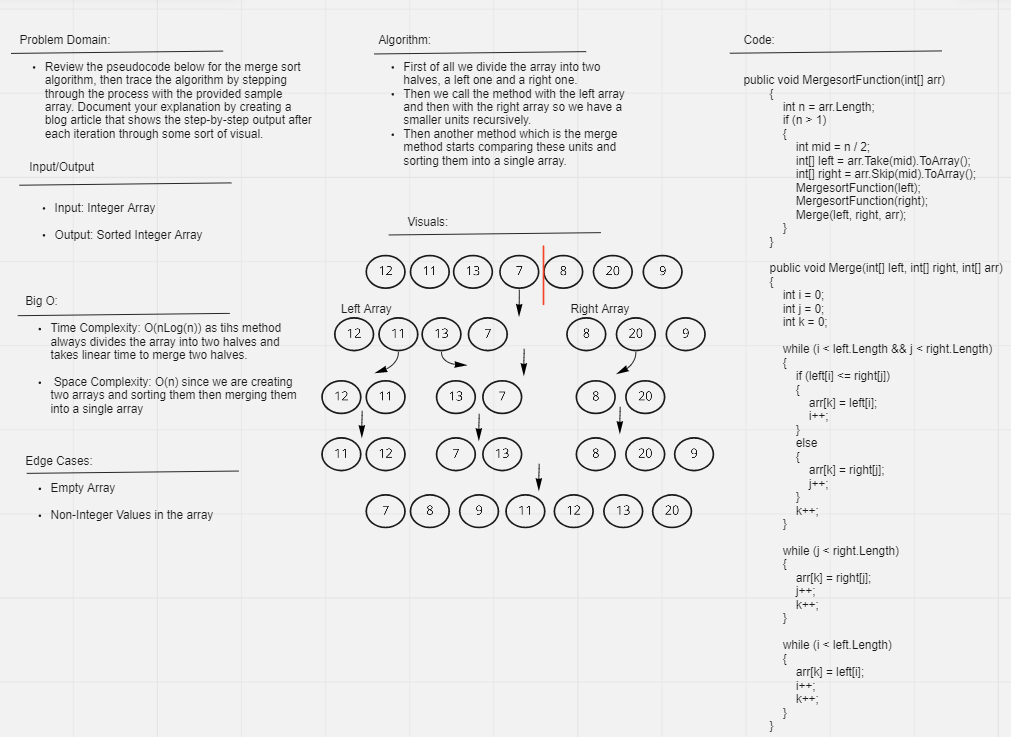 Problem Domain:
• Review the pseudocode below for the merge sort
algorithm, then trace the algorithm by stepping
through the process with the provided sample
array. Document your explanation by creating a
blog article that shows the step-by-step output after
each iteration through some sort of visual.
Input/Output
• Input: Integer Array
• Output: Sorted Integer Array
Big O:
• Time Complexity: O(nLog(n)) as tihs method
always divides the array into two halves and
takes linear time to merge two halves.
• Space Complexity: O(n) since we are creating
two arrays and sorting them then merging them
into a single array
Edge Cases:
• Empty Array
• Non-Integer Values in the array
Algorithm:
• First of all we divide the array into two
halves, a left one and a right one.
• Then we call the method with the left array
and then with the right array so we have a
smaller units recursively.
• Then another method which is the merge
method starts comparing these units and
sorting them into a single array.
Visuals:
12 11 13 7 8 20 9
Left Array Right Array
12 11 13 7 8 20 9
12 11 13 7 8 20
11 12 7 13 8 20 9
7 8 9 11 12 13 20
Code:
public void MergesortFunction(int[] arr)
{
int n = arr.Length;
if (n > 1)
{
int mid = n / 2;
int[] left = arr.Take(mid).ToArray();
int[] right = arr.Skip(mid).ToArray();
MergesortFunction(left);
MergesortFunction(right);
Merge(left, right, arr);
}
}
public void Merge(int[] left, int[] right, int[] arr)
{
int i = 0;
int j = 0;
int k = 0;
while (i < left.Length && j < right.Length)
{
if (left[i] <= right[j])
{
arr[k] = left[i];
i++;
}
else
{
arr[k] = right[j];
j++;
}
k++;
}
while (j < right.Length)
{
arr[k] = right[j];
j++;
k++;
}
while (i < left.Length)
{
arr[k] = left[i];
i++;
k++;
}
}